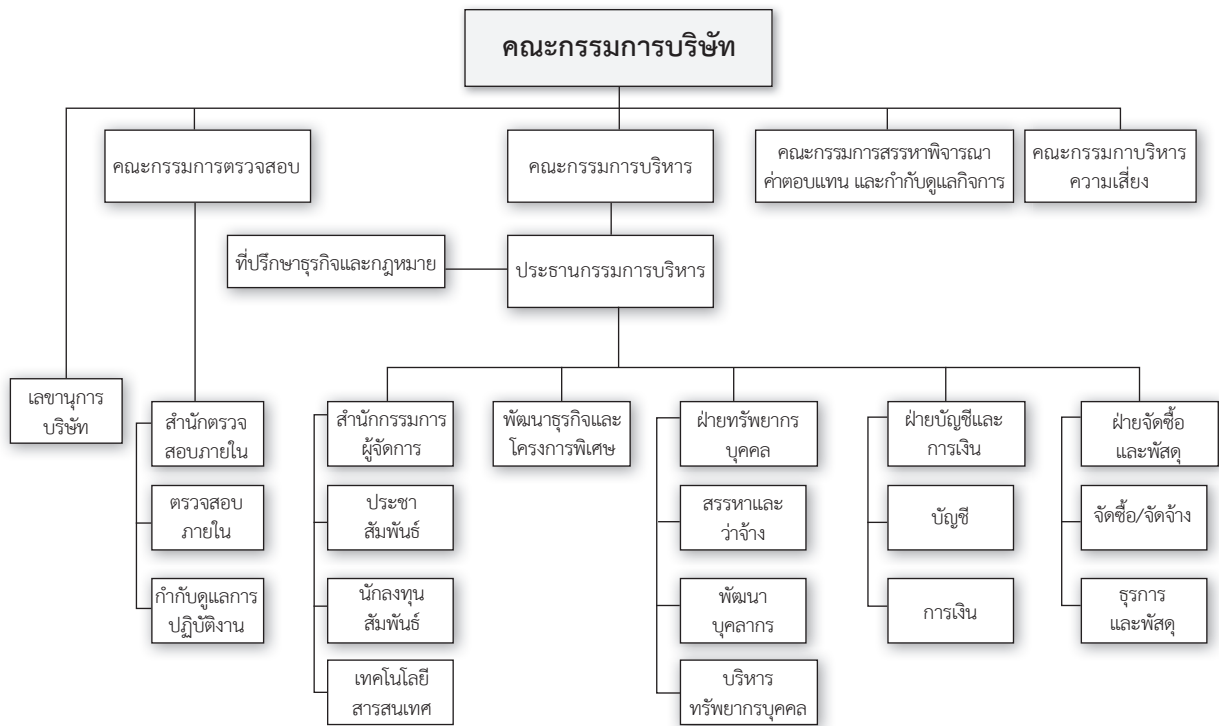 คณะกรรมการบริษัท
คณะกรรมการตรวจสอบ
คณะกรรมการบริหาร
คณะกรรมการสรรหาพิจารณา
ค่าตอบแทน และกำกับดูแลกิจการ
คณะกรรมกาบริหาร
ความเสี่ยง
ที่ปรึกษาธุรกิจและกฎหมาย
ประธานกรรมการบริหาร
เลขานุการ
บริษัท
สำนักตรวจ
สอบภายใน
สำนักกรรมการ
ผู้จัดการ
พัฒนาธุรกิจและ
โครงการพิเศษ
ฝ่ายทรัพยากร
บุคคล
ฝ่ายบัญชีและ
การเงิน
ฝ่ายจัดซื้อ
และพัสดุ
ตรวจสอบ
ภายใน
ประชา
สัมพันธ์
สรรหาและ
ว่าจ้าง
บัญชี
จัดซื้อ/จัดจ้าง
กำกับดูแลการ
ปฏิบัติงาน
นักลงทุน
สัมพันธ์
พัฒนา
บุคลากร
การเงิน
ธุรการ
และพัสดุ
เทคโนโลยี
สารสนเทศ
บริหาร
ทรัพยากรบุคคล